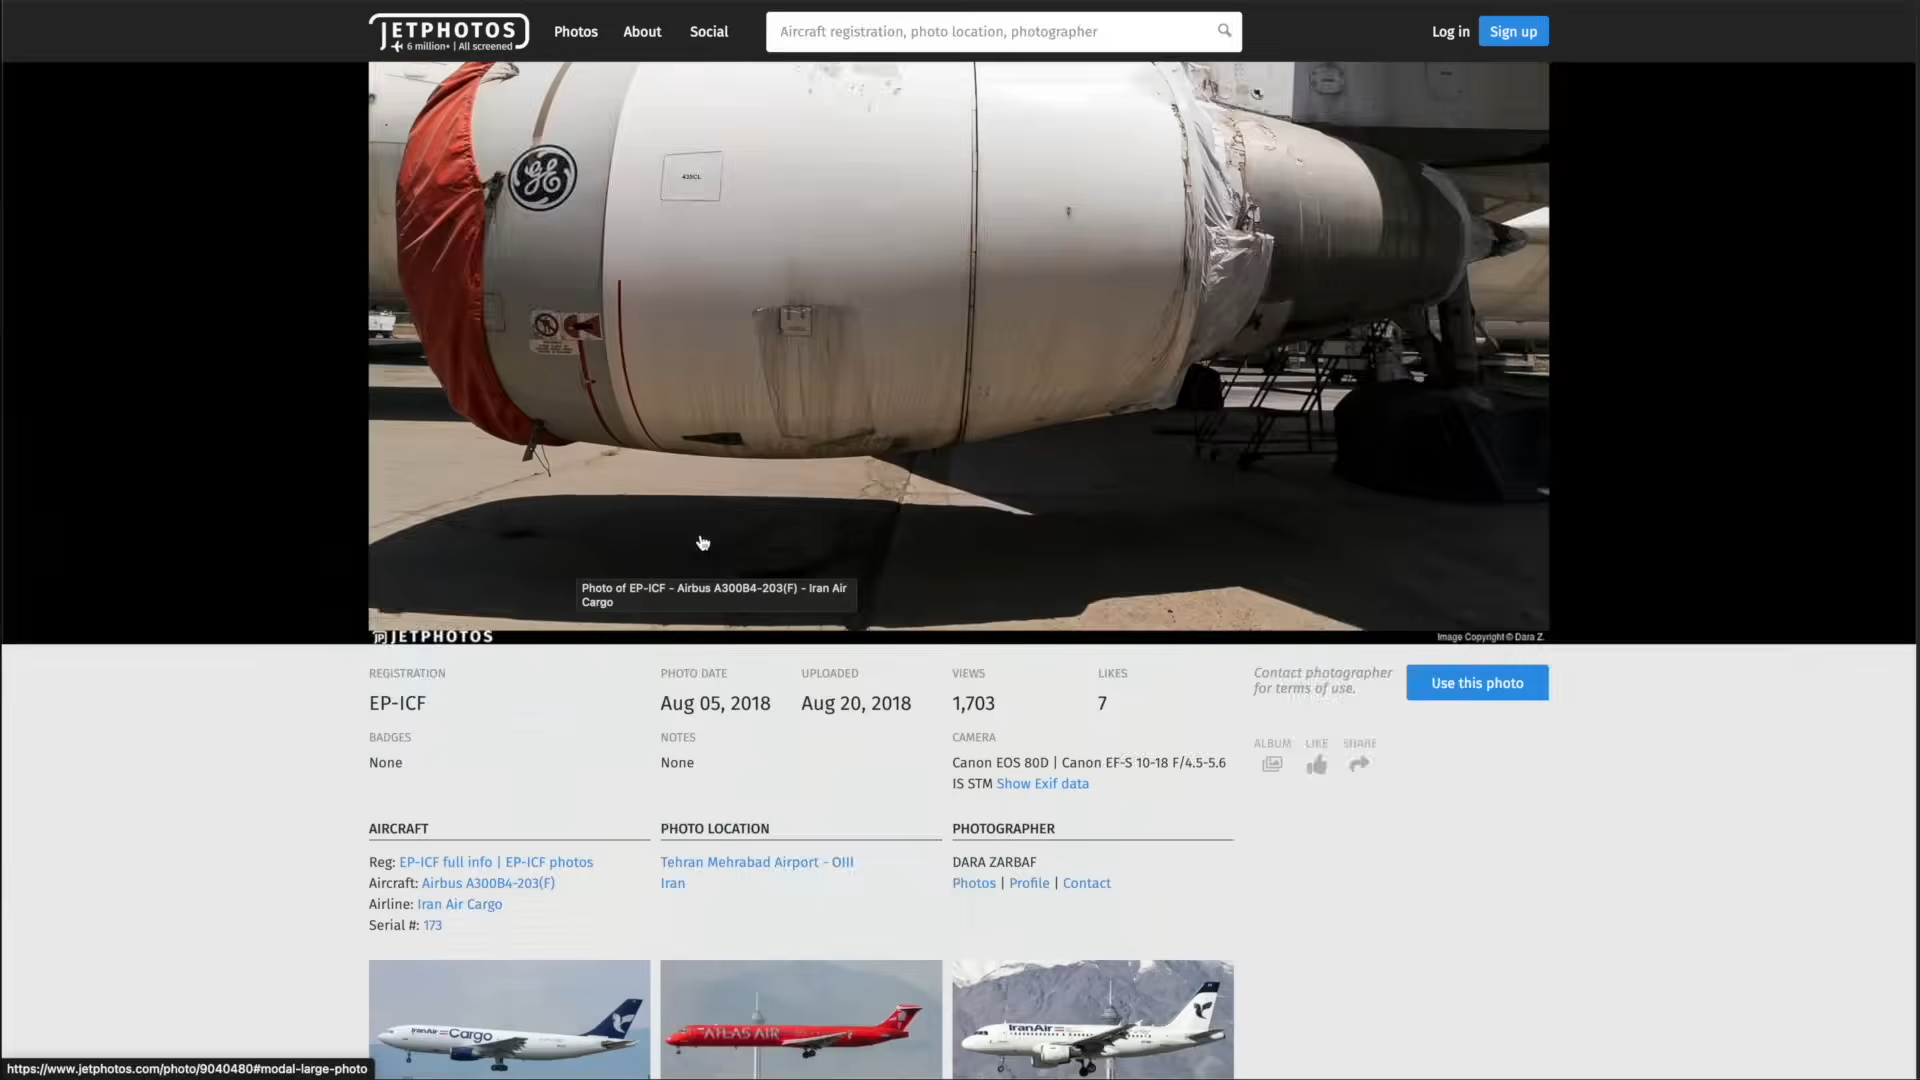 JETPHOTOS
6 million+ | All screened
Photos
About
Social
Aircraft registration, photo location, photographer
Log in
Sign up
GE
435CL
Photo of EP-ICF - Airbus A300B4-203(F) - Iran Air
Cargo
JP JETPHOTOS
Image Copyright © Dara Z.
REGISTRATION
EP-ICF
PHOTO DATE
Aug 05, 2018
UPLOADED
Aug 20, 2018
VIEWS
1,703
LIKES
7
Contact photographer
for terms of use.
Use this photo
BADGES
None
NOTES
None
CAMERA
Canon EOS 80D | Canon EF-S 10-18 F/4.5-5.6
IS STM Show Exif data
ALBUM
LIKE
SHARE
AIRCRAFT
Reg: EP-ICF full info | EP-ICF photos
Aircraft: Airbus A300B4-203(F)
Airline: Iran Air Cargo
Serial #: 173
PHOTO LOCATION
Tehran Mehrabad Airport - OIII
Iran
PHOTOGRAPHER
DARA ZARBAF
Photos | Profile | Contact
IranAir Cargo
ATLAS AIR
IranAir
https://www.jetphotos.com/photo/9040480#modal-large-photo